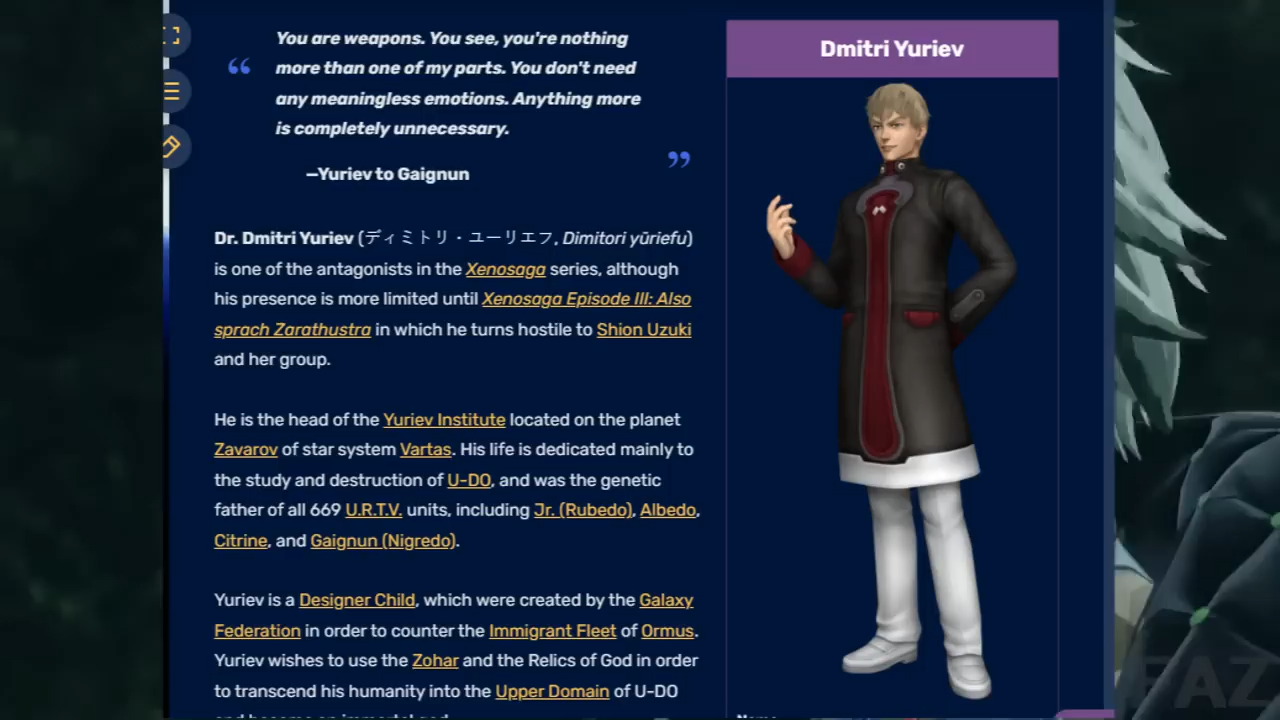 You are weapons. You see, you're nothing
more than one of my parts. You don't need
any meaningless emotions. Anything more
is completely unnecessary.
—Yuriev to Gaignun
Dr. Dmitri Yuriev (ディミトリ・ユーリエフ, Dimitori yūriefu)
is one of the antagonists in the Xenosaga series, although
his presence is more limited until Xenosaga Episode III: Also
sprach Zarathustra in which he turns hostile to Shion Uzuki
and her group.
He is the head of the Yuriev Institute located on the planet
Zavarov of star system Vartas. His life is dedicated mainly to
the study and destruction of U-DO, and was the genetic
father of all 669 U.R.T.V. units, including Jr. (Rubedo), Albedo,
Citrine, and Gaignun (Nigredo).
Yuriev is a Designer Child, which were created by the Galaxy
Federation in order to counter the Immigrant Fleet of Ormus.
Yuriev wishes to use the Zohar and the Relics of God in order
to transcend his humanity into the Upper Domain of U-DO
and become an immortal god.
Dmitri Yuriev
Name
FAZ